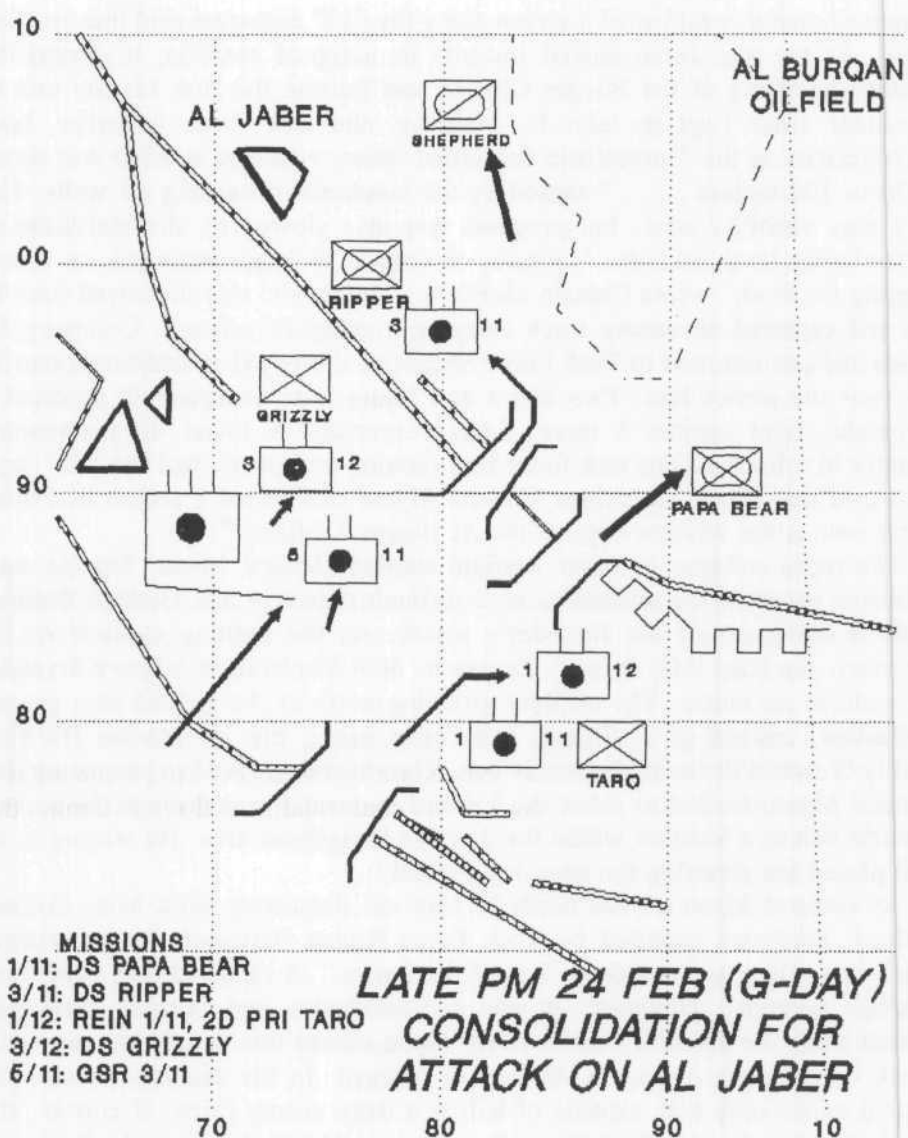 10
AL BURQAN
OILFIELD
AL JABER
SHEPHERD
00
RIPPER
3 11
GRIZZLY
3 12
90
PAPA BEAR
5 11
1 12
80
1 11
TARO
MISSIONS
1/11: DS PAPA BEAR
3/11: DS RIPPER
1/12: REIN 1/11, 2D PRI TARO
3/12: DS GRIZZLY
5/11: GSR 3/11
LATE PM 24 FEB (G-DAY)
CONSOLIDATION FOR
ATTACK ON AL JABER
70 80 90 10